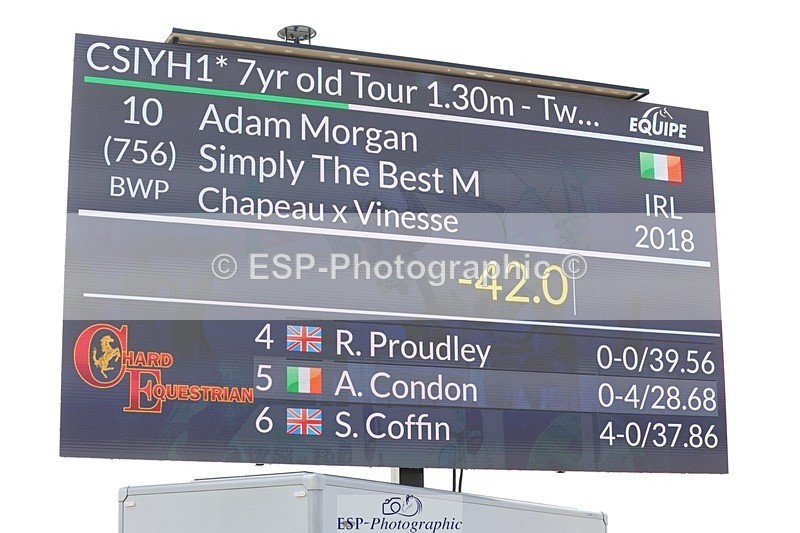 CSIYH1* 7yr old Tour 1.30m - Tw...
EQUIPE
10 Adam Morgan
(756) Simply The Best M
BWP Chapeau x Vinesse
IRL
2018
© ESP-Photographic ©
-42.0
4 R. Proudley 0-0/39.56
5 A. Condon 0-4/28.68
6 S. Coffin 4-0/37.86
CHARD
EQUESTRIAN
ESP-Photographic